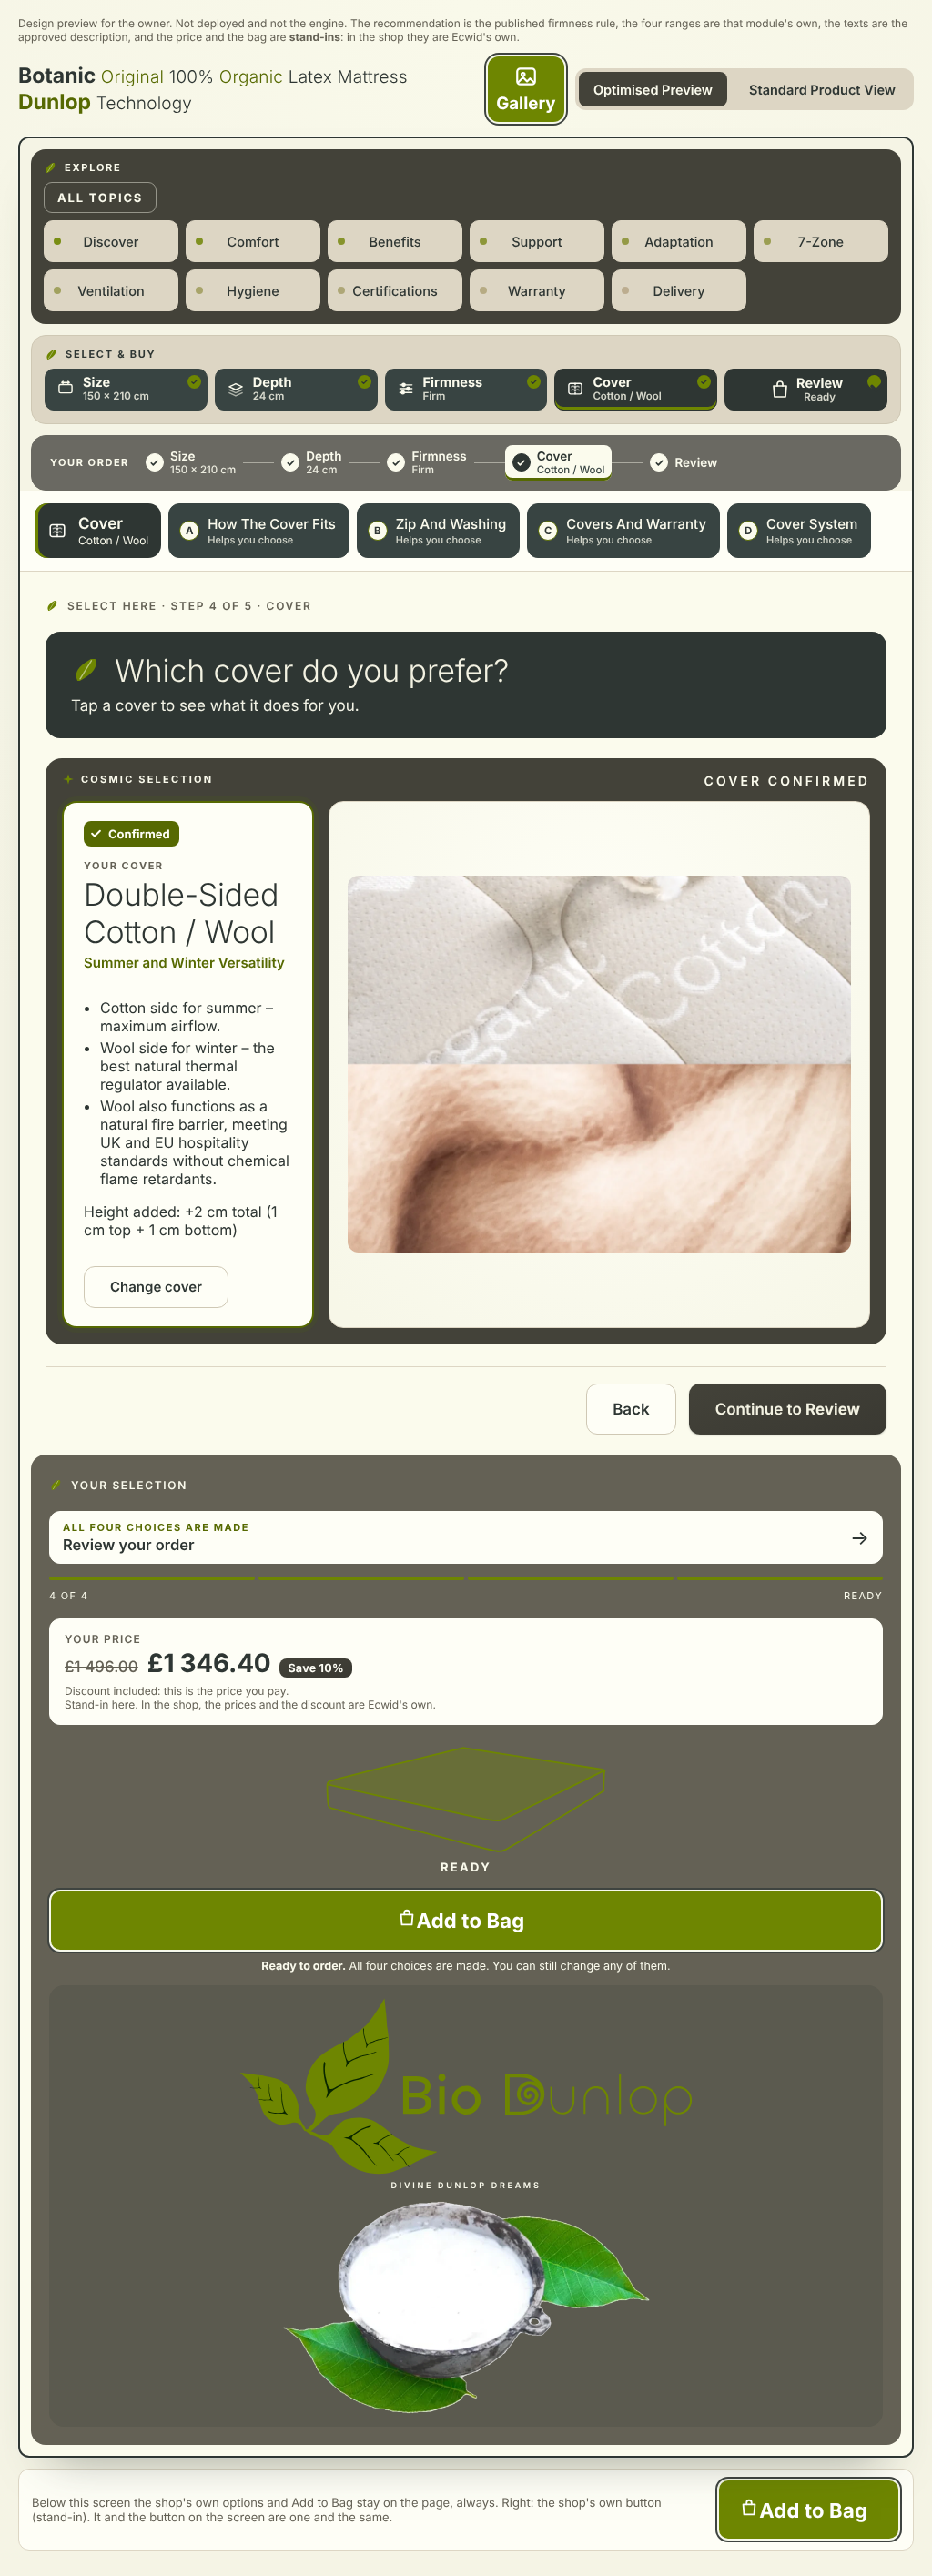 Design preview for the owner. Not deployed and not the engine. The recommendation is the published firmness rule, the four ranges are that module's own, the texts are the
approved description, and the price and the bag are stand-ins: in the shop they are Ecwid's own.
Botanic Original 100% Organic Latex Mattress
Dunlop Technology
Gallery
Optimised Preview
Standard Product View
EXPLORE
ALL TOPICS
Discover
Comfort
Benefits
Support
Adaptation
7-Zone
Ventilation
Hygiene
Certifications
Warranty
Delivery
SELECT & BUY
Size
150 × 210 cm
Depth
24 cm
Firmness
Firm
Cover
Cotton / Wool
Review
Ready
YOUR ORDER
Size
150 × 210 cm
Depth
24 cm
Firmness
Firm
Cover
Cotton / Wool
Review
Cover
Cotton / Wool
A
How The Cover Fits
Helps you choose
B
Zip And Washing
Helps you choose
C
Covers And Warranty
Helps you choose
D
Cover System
Helps you choose
SELECT HERE · STEP 4 OF 5 · COVER
Which cover do you prefer?
Tap a cover to see what it does for you.
COSMIC SELECTION
COVER CONFIRMED
Confirmed
YOUR COVER
Double-Sided
Cotton / Wool
Summer and Winter Versatility
• Cotton side for summer –
maximum airflow.
• Wool side for winter – the
best natural thermal
regulator available.
• Wool also functions as a
natural fire barrier, meeting
UK and EU hospitality
standards without chemical
flame retardants.
Height added: +2 cm total (1
cm top + 1 cm bottom)
Change cover
ganic Cotton
Back
Continue to Review
YOUR SELECTION
ALL FOUR CHOICES ARE MADE
Review your order
4 OF 4
READY
YOUR PRICE
£1 496.00 £1 346.40 Save 10%
Discount included: this is the price you pay.
Stand-in here. In the shop, the prices and the discount are Ecwid's own.
READY
Add to Bag
Ready to order. All four choices are made. You can still change any of them.
Bio Dunlop
DIVINE DUNLOP DREAMS
Below this screen the shop's own options and Add to Bag stay on the page, always. Right: the shop's own button
(stand-in). It and the button on the screen are one and the same.
Add to Bag